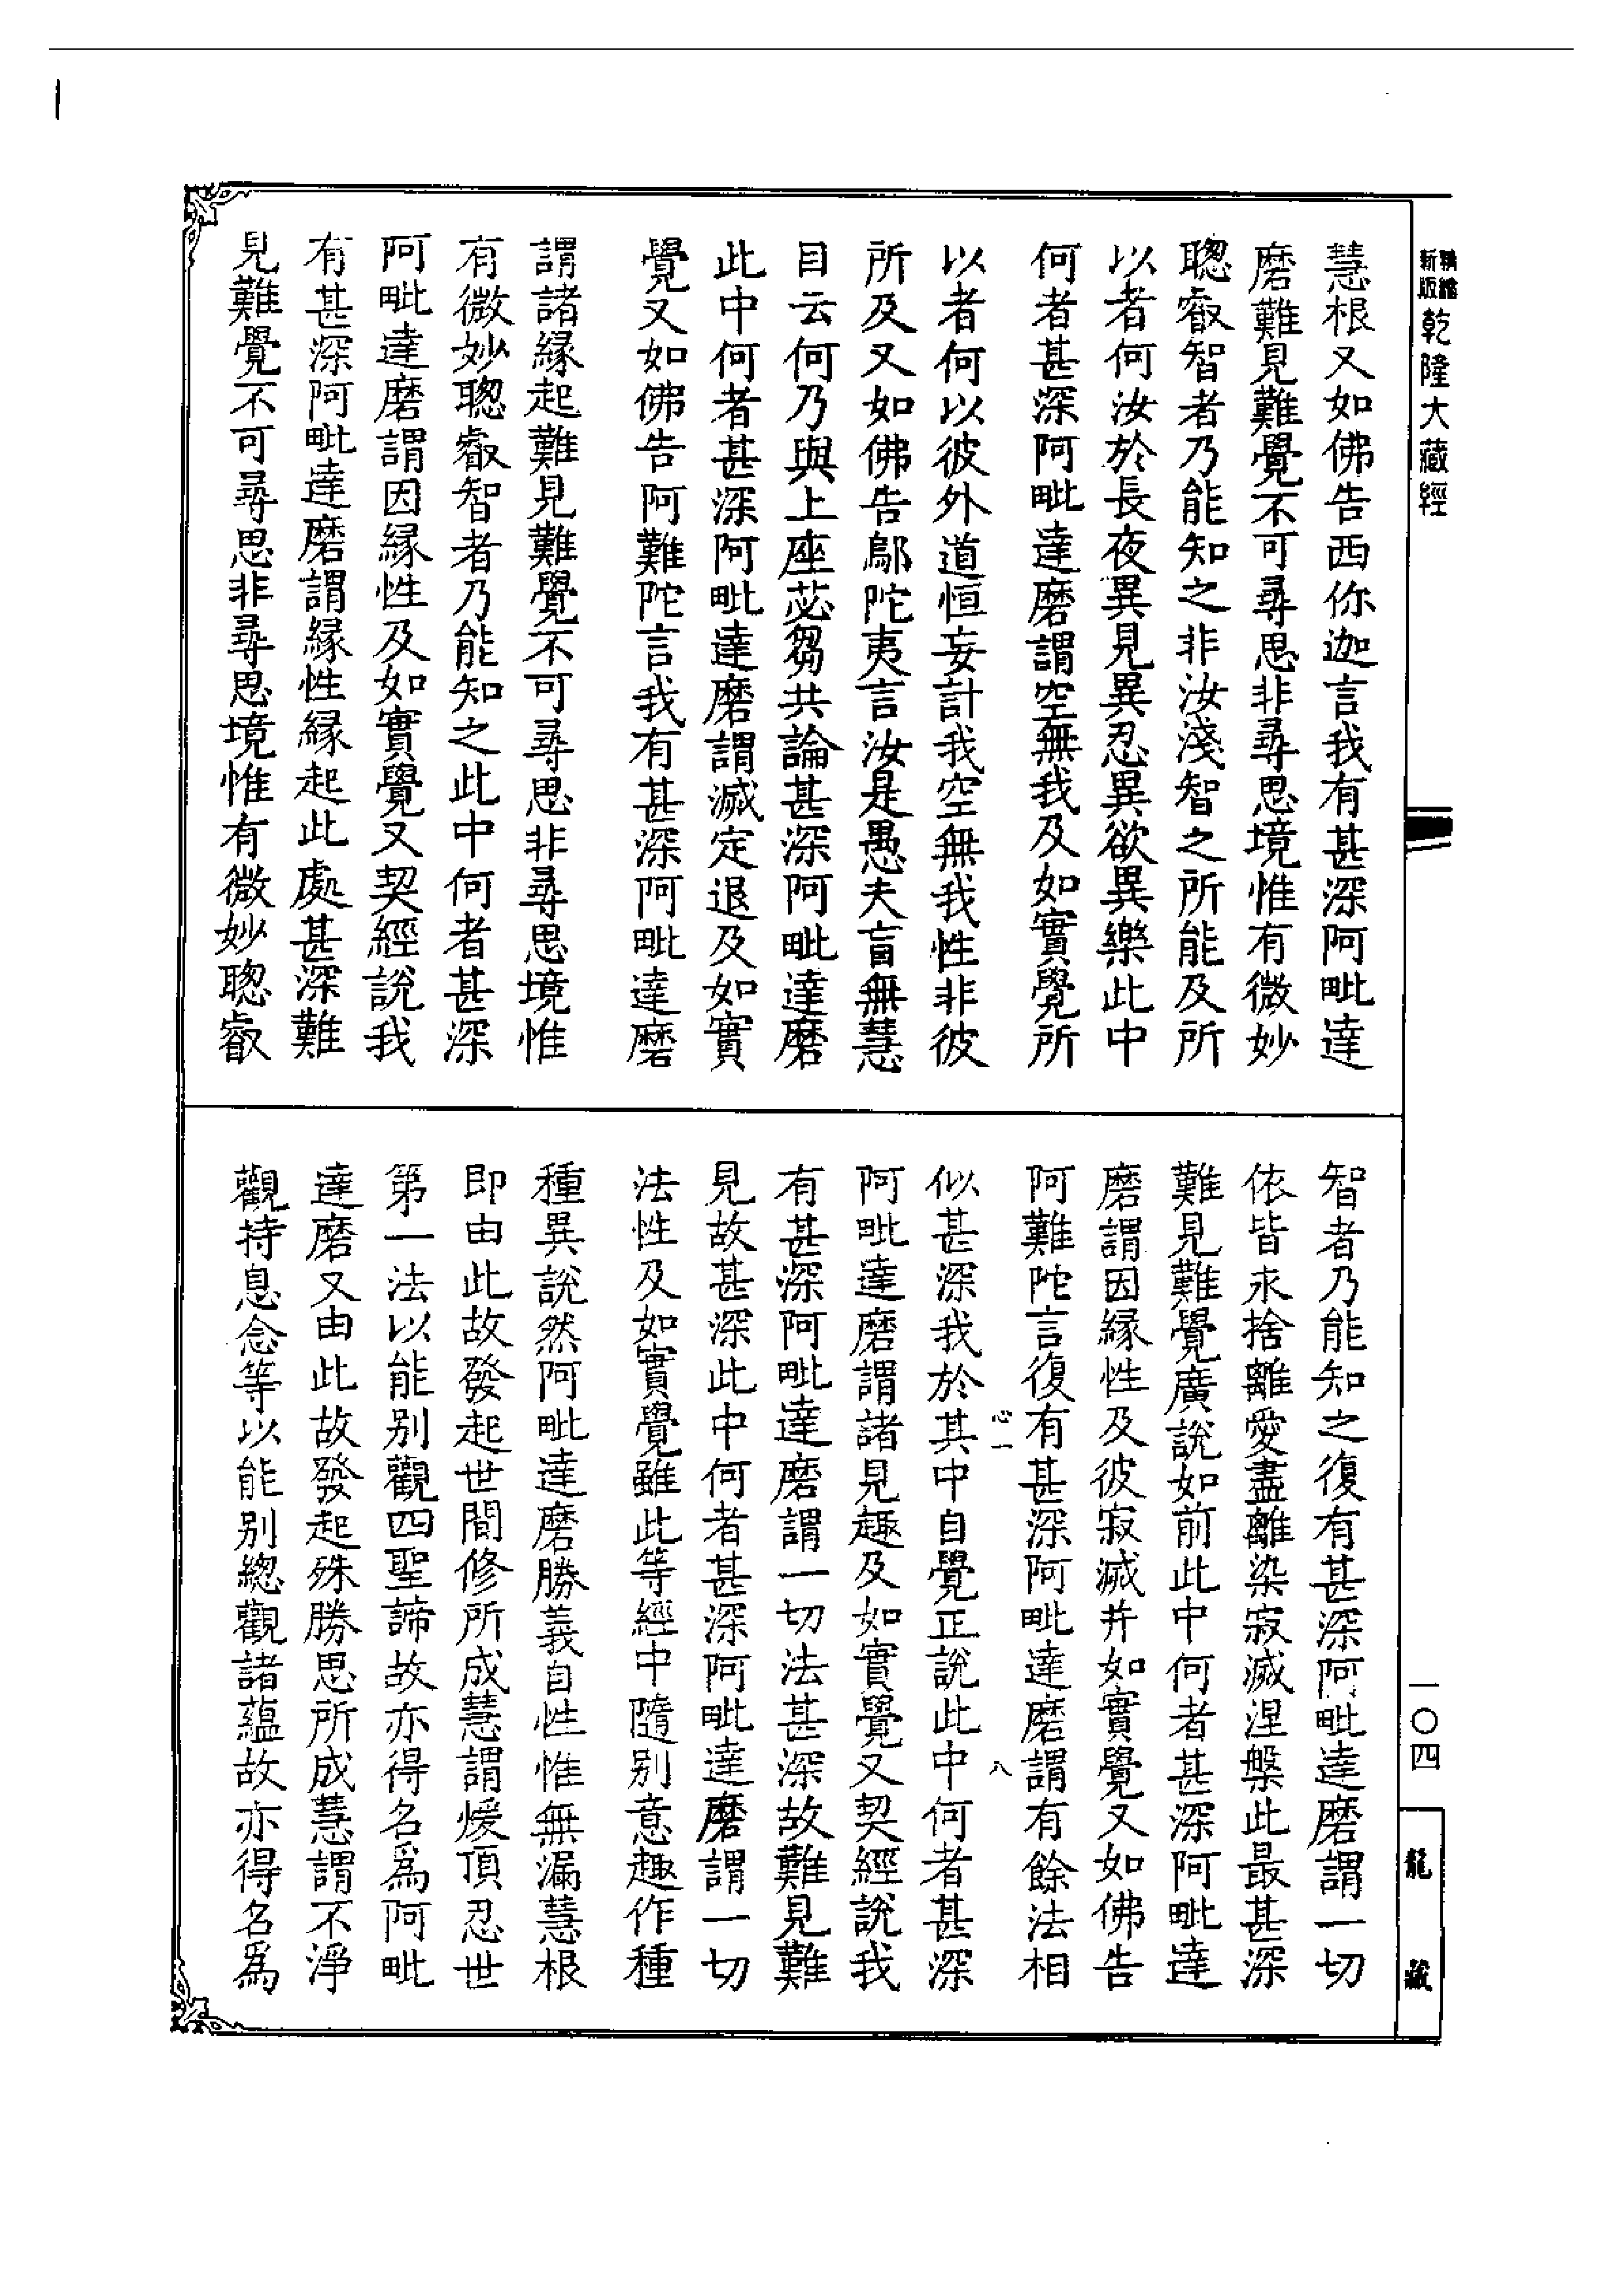 新版
精縮
乾隆大藏經
慧根又如佛告西你迦言我有甚深阿毗達
磨難見難覺不可尋思非尋思境惟有微妙
聰叡智者乃能知之非汝淺智之所能及所
以者何汝於長夜異見異忍異欲異樂此中
何者甚深阿毗達磨謂空無我及如實覺所
以者何以彼外道恒妄計我空無我性非彼
所及又如佛告鄔陀夷言汝是愚夫盲無慧
目云何乃與上座苾芻共論甚深阿毗達磨
此中何者甚深阿毗達磨謂滅定退及如實
覺又如佛告阿難陀言我有甚深阿毗達磨
謂諸緣起難見難覺不可尋思非尋思境惟
有微妙聰叡智者乃能知之此中何者甚深
阿毗達磨謂因緣性及如實覺又契經說我
有甚深阿毗達磨謂緣性緣起此處甚深難
見難覺不可尋思非尋思境惟有微妙聰叡
智者乃能知之復有甚深阿毗達磨謂一切
依皆永捨離愛盡離染寂滅涅槃此最甚深
難見難覺廣說如前此中何者甚深阿毗達
磨謂因緣性及彼寂滅并如實覺又如佛告
阿難陀言復有甚深阿毗達磨謂有餘法相
心一 八
似甚深我於其中自覺正說此中何者甚深
阿毗達磨謂諸見趣及如實覺又契經說我
有甚深阿毗達磨謂一切法甚深故難見難
見故甚深此中何者甚深阿毗達磨謂一切
法性及如實覺雖此等經中隨別意趣作種
種異說然阿毗達磨勝義自性惟無漏慧根
即由此故發起世間修所成慧謂煖頂忍世
第一法以能別觀四聖諦故亦得名爲阿毗
達磨又由此故發起殊勝思所成慧謂不淨
觀持息念等以能別總觀諸蘊故亦得名爲
一〇四
龍藏